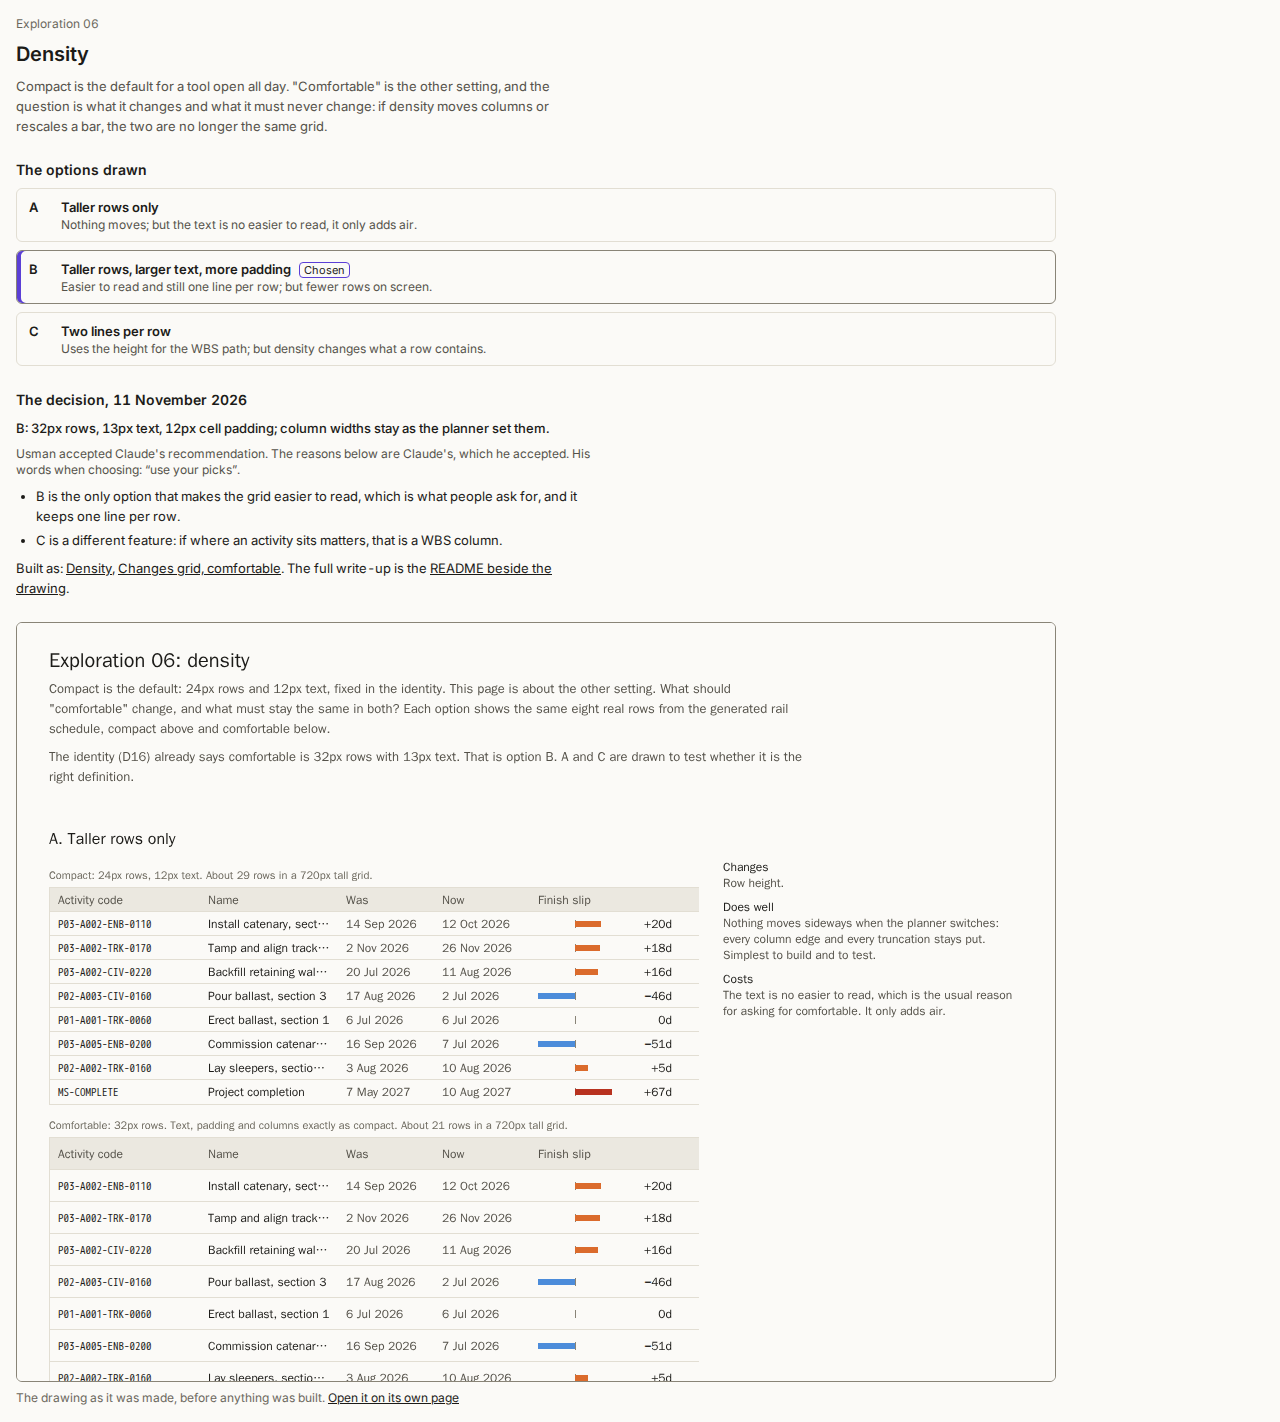 Exploration 06
Density
Compact is the default for a tool open all day. "Comfortable" is the other setting, and the
question is what it changes and what it must never change: if density moves columns or
rescales a bar, the two are no longer the same grid.
The options drawn
A Taller rows only
Nothing moves; but the text is no easier to read, it only adds air.
B Taller rows, larger text, more padding Chosen
Easier to read and still one line per row; but fewer rows on screen.
C Two lines per row
Uses the height for the WBS path; but density changes what a row contains.
The decision, 11 November 2026
B: 32px rows, 13px text, 12px cell padding; column widths stay as the planner set them.
Usman accepted Claude's recommendation. The reasons below are Claude's, which he accepted. His
words when choosing: “use your picks”.
• B is the only option that makes the grid easier to read, which is what people ask for, and it
keeps one line per row.
• C is a different feature: if where an activity sits matters, that is a WBS column.
Built as: Density, Changes grid, comfortable. The full write-up is the README beside the
drawing.
Exploration 06: density
Compact is the default: 24px rows and 12px text, fixed in the identity. This page is about the other setting. What should
"comfortable" change, and what must stay the same in both? Each option shows the same eight real rows from the generated rail
schedule, compact above and comfortable below.
The identity (D16) already says comfortable is 32px rows with 13px text. That is option B. A and C are drawn to test whether it is the
right definition.
A. Taller rows only
Compact: 24px rows, 12px text. About 29 rows in a 720px tall grid.
Activity code Name Was Now Finish slip
P03-A002-ENB-0110 Install catenary, sect··· 14 Sep 2026 12 Oct 2026 +20d
P03-A002-TRK-0170 Tamp and align track··· 2 Nov 2026 26 Nov 2026 +18d
P03-A002-CIV-0220 Backfill retaining wal··· 20 Jul 2026 11 Aug 2026 +16d
P02-A003-CIV-0160 Pour ballast, section 3 17 Aug 2026 2 Jul 2026 −46d
P01-A001-TRK-0060 Erect ballast, section 1 6 Jul 2026 6 Jul 2026 0d
P03-A005-ENB-0200 Commission catenar··· 16 Sep 2026 7 Jul 2026 −51d
P02-A002-TRK-0160 Lay sleepers, sectio··· 3 Aug 2026 10 Aug 2026 +5d
MS-COMPLETE Project completion 7 May 2027 10 Aug 2027 +67d
Changes
Row height.
Does well
Nothing moves sideways when the planner switches:
every column edge and every truncation stays put.
Simplest to build and to test.
Costs
The text is no easier to read, which is the usual reason
for asking for comfortable. It only adds air.
Comfortable: 32px rows. Text, padding and columns exactly as compact. About 21 rows in a 720px tall grid.
Activity code Name Was Now Finish slip
P03-A002-ENB-0110 Install catenary, sect··· 14 Sep 2026 12 Oct 2026 +20d
P03-A002-TRK-0170 Tamp and align track··· 2 Nov 2026 26 Nov 2026 +18d
P03-A002-CIV-0220 Backfill retaining wal··· 20 Jul 2026 11 Aug 2026 +16d
P02-A003-CIV-0160 Pour ballast, section 3 17 Aug 2026 2 Jul 2026 −46d
P01-A001-TRK-0060 Erect ballast, section 1 6 Jul 2026 6 Jul 2026 0d
P03-A005-ENB-0200 Commission catenar··· 16 Sep 2026 7 Jul 2026 −51d
P02-A002-TRK-0160 Lay sleepers, sectio··· 3 Aug 2026 10 Aug 2026 +5d
The drawing as it was made, before anything was built. Open it on its own page